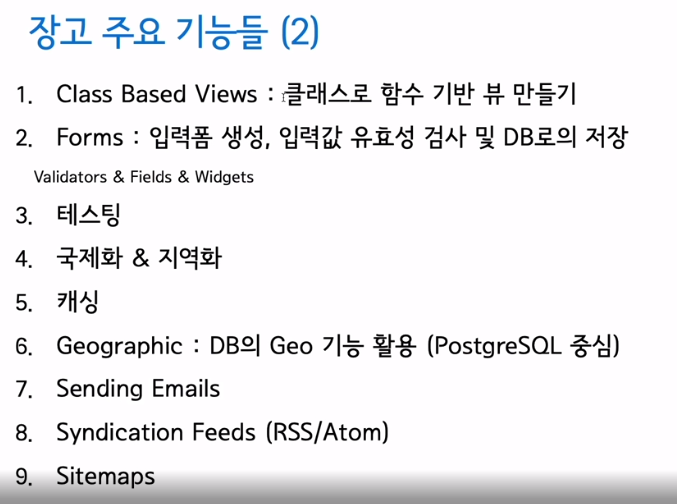 장고 주요 기능들 (2)
1. Class Based Views : 클래스로 함수 기반 뷰 만들기
2. Forms : 입력폼 생성, 입력값 유효성 검사 및 DB로의 저장
Validators & Fields & Widgets
3. 테스팅
4. 국제화 & 지역화
5. 캐싱
6. Geographic : DB의 Geo 기능 활용 (PostgreSQL 중심)
7. Sending Emails
8. Syndication Feeds (RSS/Atom)
9. Sitemaps